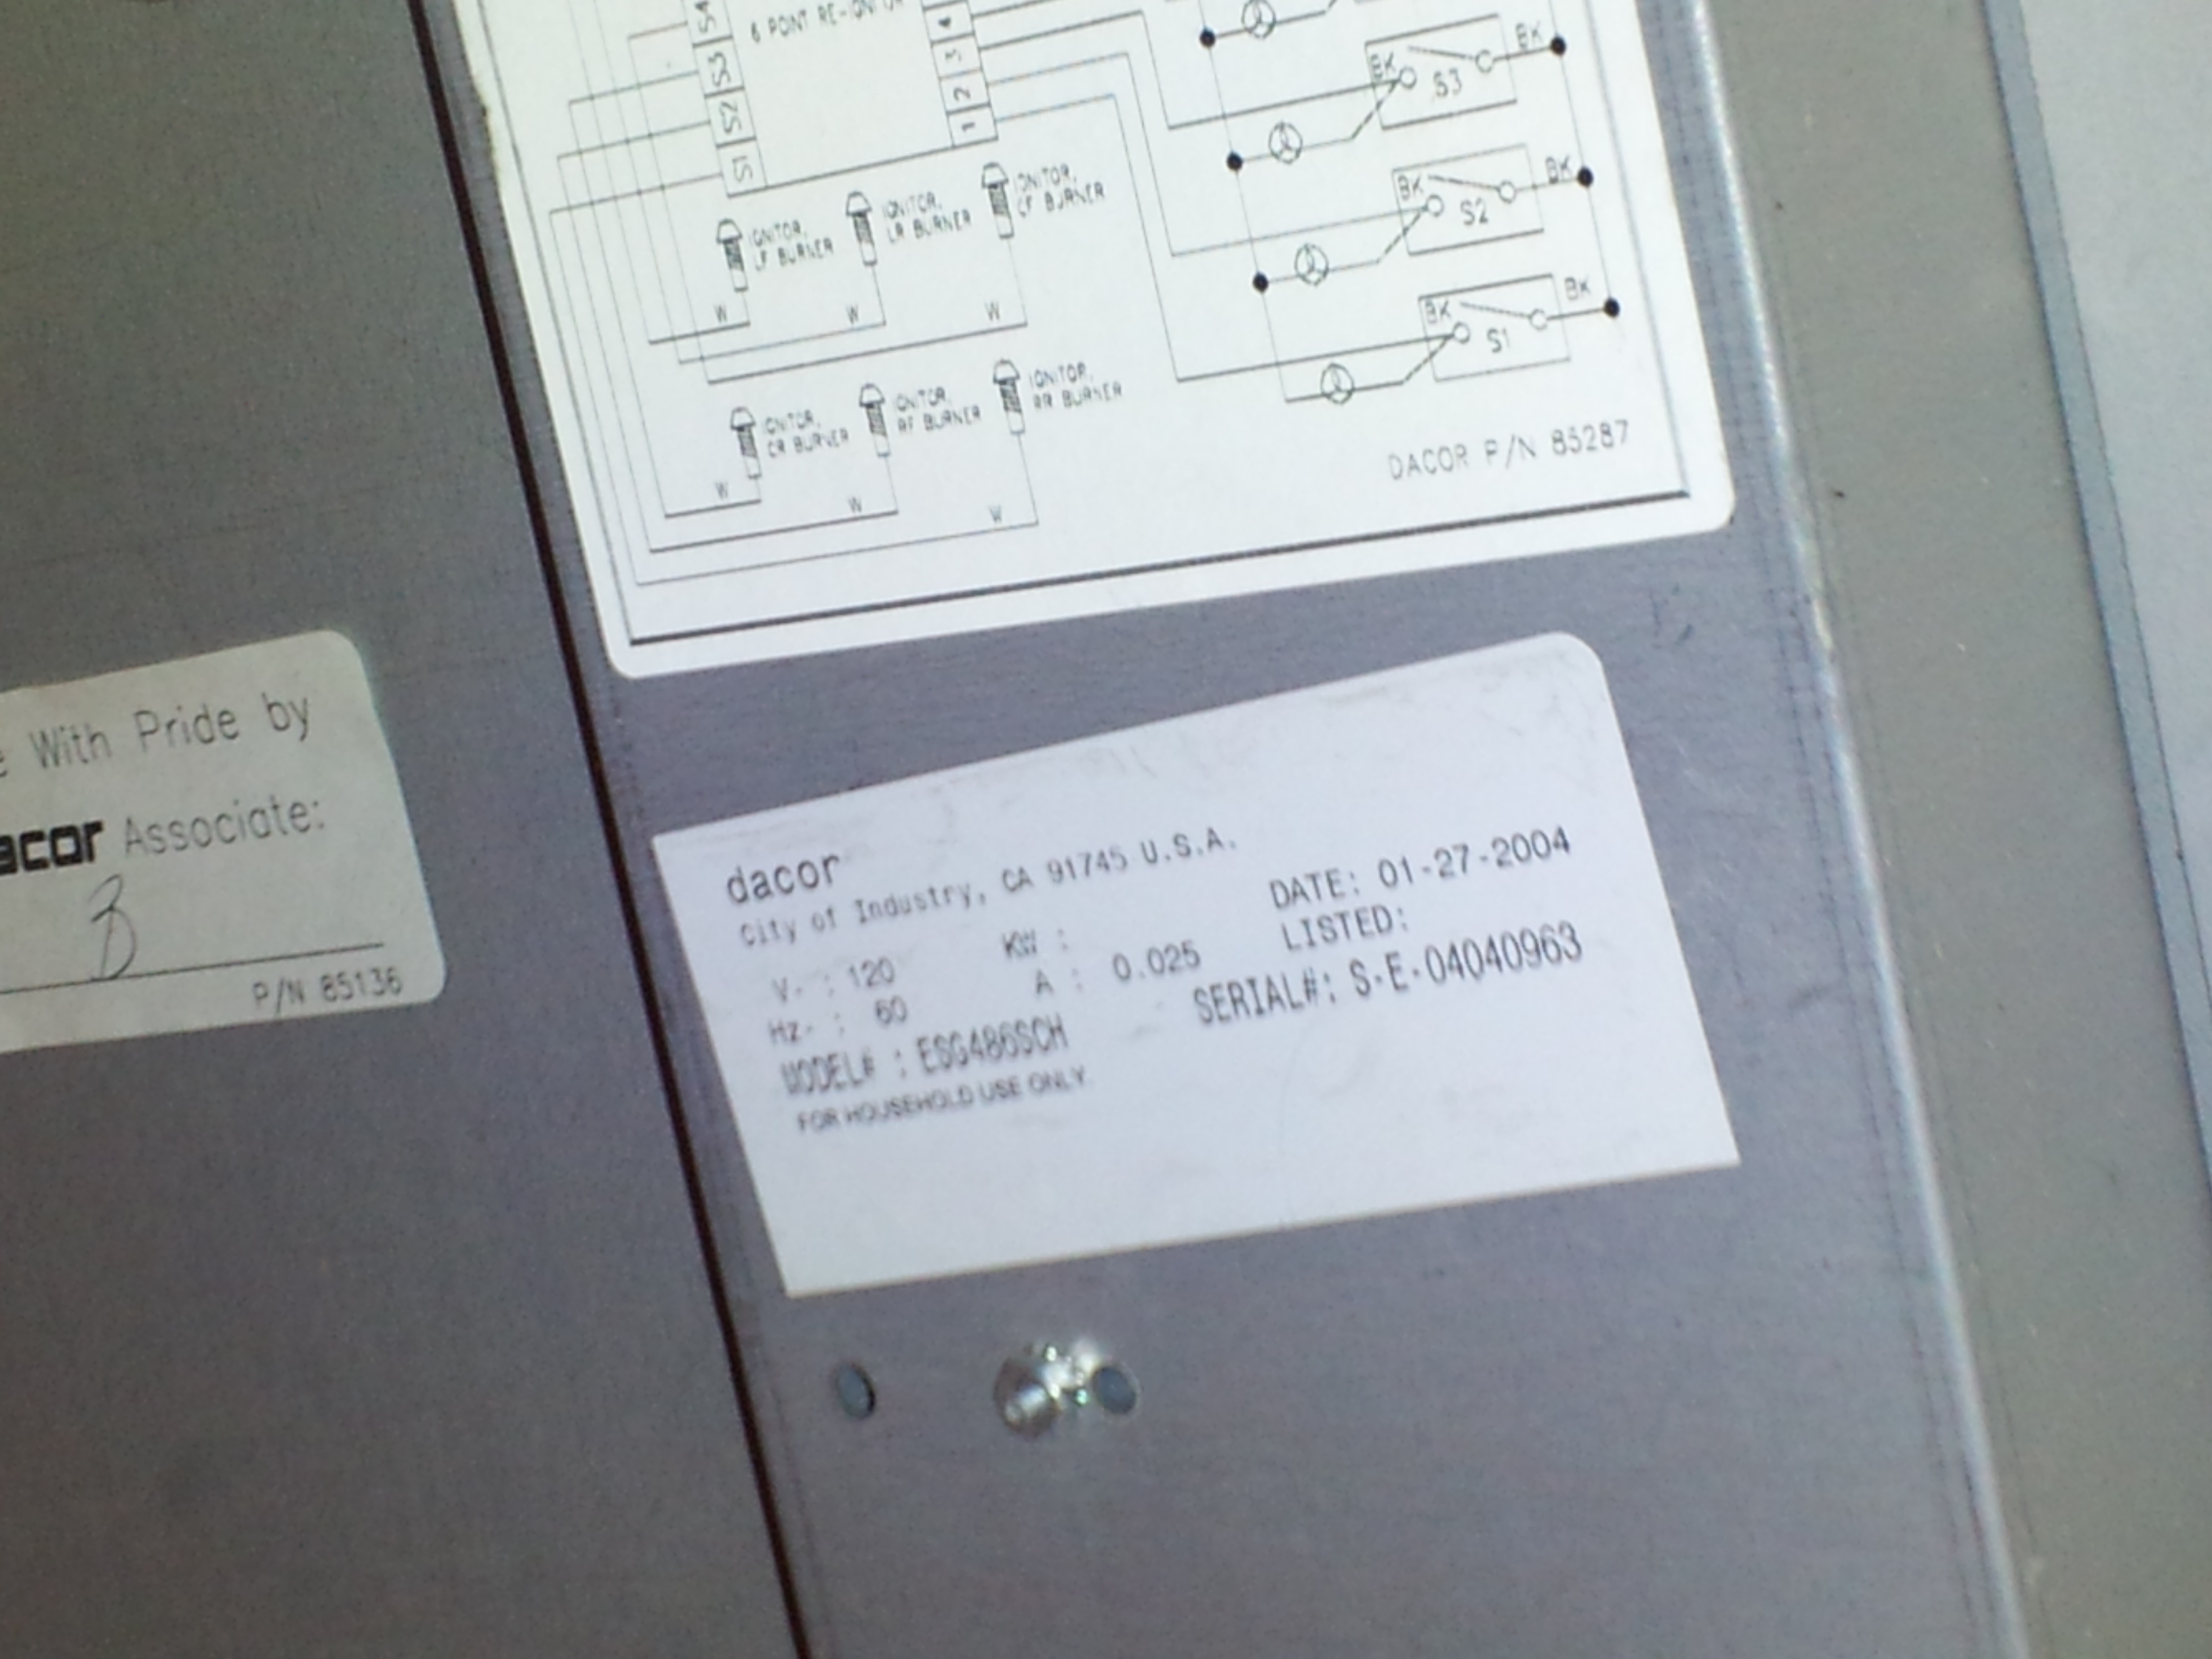 S4
S3
S2
S1
6 POINT RE-IGNITOR
4
3
2
1
BK
S3
BK
BK
S2
BK
BK
S1
BK
IGNITOR,
LF BURNER
IGNITOR,
LR BURNER
IGNITOR,
CF BURNER
W
W
W
IGNITOR,
CR BURNER
IGNITOR,
RF BURNER
IGNITOR,
RR BURNER
W
W
W
DACOR P/N 85287
With Pride by
acor Associate:
P/N 85136
dacor
City of Industry, CA 91745 U.S.A.
V~ : 120 KW : DATE: 01-27-2004
Hz~ : 60 A : 0.025 LISTED:
MODEL# : ESG486SCH SERIAL#: S-E-04040963
FOR HOUSEHOLD USE ONLY